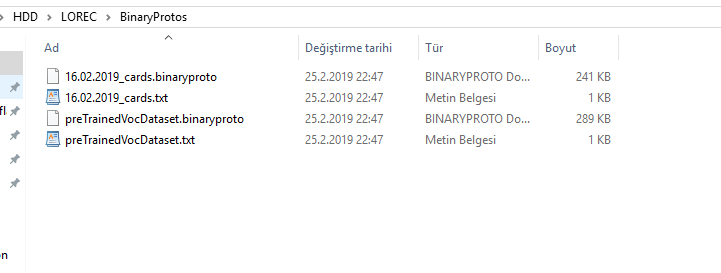 HDD > LOREC > BinaryProtos
Ad Değiştirme tarihi Tür Boyut
16.02.2019_cards.binaryproto 25.2.2019 22:47 BINARYPROTO Do... 241 KB
16.02.2019_cards.txt 25.2.2019 22:47 Metin Belgesi 1 KB
preTrainedVocDataset.binaryproto 25.2.2019 22:47 BINARYPROTO Do... 289 KB
preTrainedVocDataset.txt 25.2.2019 22:47 Metin Belgesi 1 KB